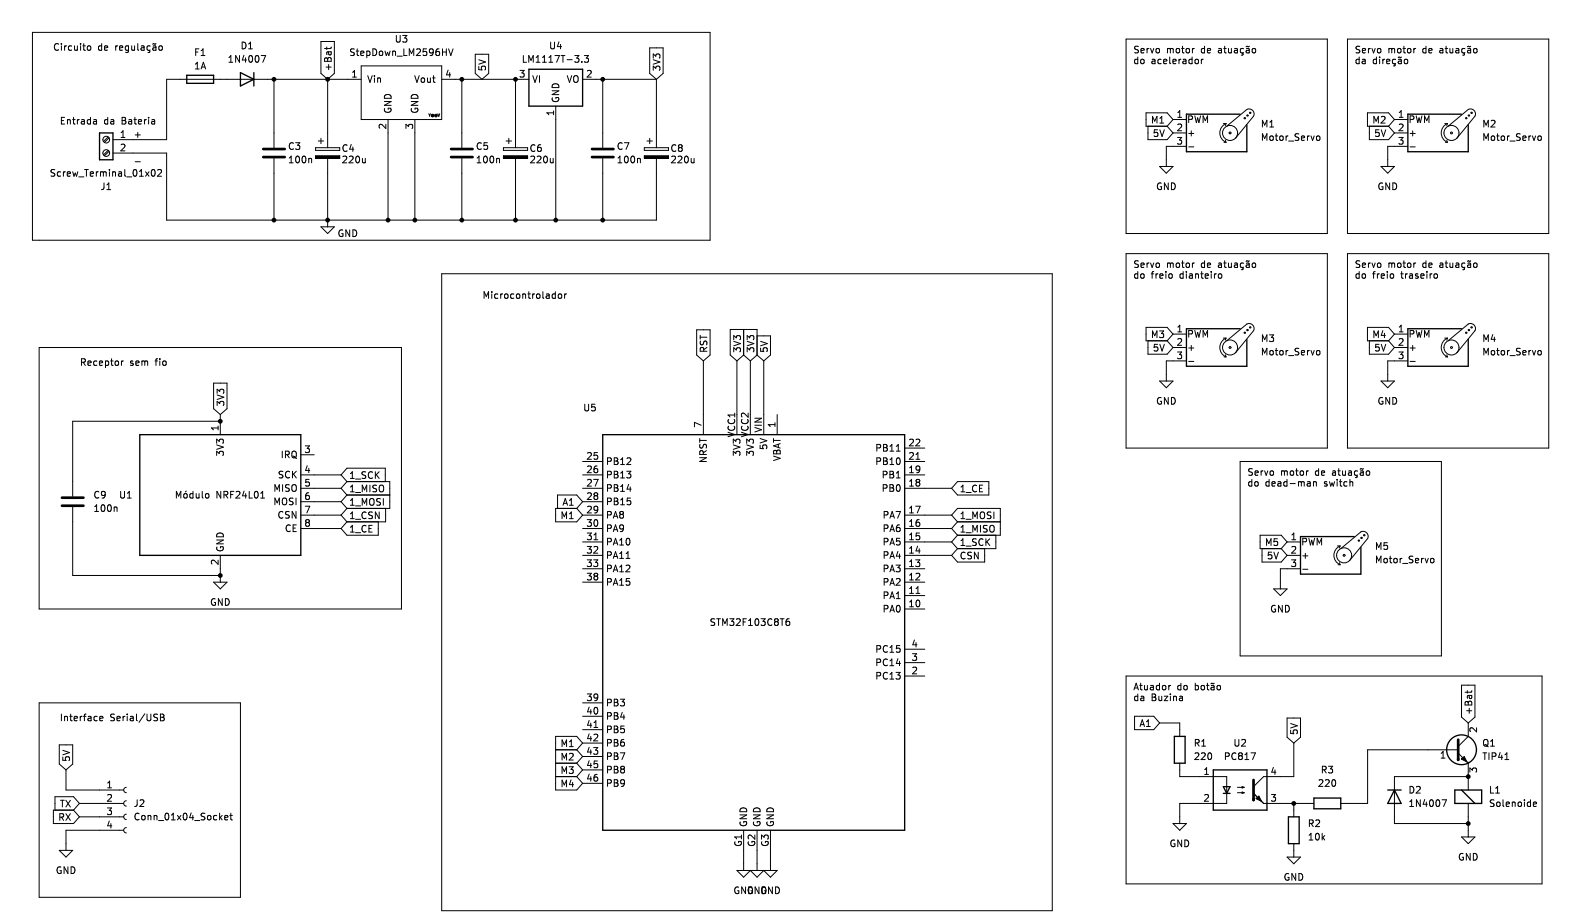 Circuito de regulação
F1
1A
D1
1N4007
+Bat
U3
StepDown_LM2596HV
1
Vin
Vout
4
GND
GND
2
3
5V
U4
LM1117T-3.3
3
VI
VO
2
GND
1
3V3
Entrada da Bateria
1
+
2
-
Screw_Terminal_01x02
J1
C3
100n
+
C4
220u
C5
100n
+
C6
220u
C7
100n
+
C8
220u
GND
Servo motor de atuação
do acelerador
M1
1
PWM
5V
2
+
3
-
M1
Motor_Servo
GND
Servo motor de atuação
da direção
M2
1
PWM
5V
2
+
3
-
M2
Motor_Servo
GND
Servo motor de atuação
do freio dianteiro
M3
1
PWM
5V
2
+
3
-
M3
Motor_Servo
GND
Servo motor de atuação
do freio traseiro
M4
1
PWM
5V
2
+
3
-
M4
Motor_Servo
GND
Servo motor de atuação
do dead-man switch
M5
1
PWM
5V
2
+
3
-
M5
Motor_Servo
GND
Receptor sem fio
3V3
1
3V3
IRQ
3
SCK
4
1_SCK
MISO
5
1_MISO
MOSI
6
1_MOSI
CSN
7
1_CSN
CE
8
1_CE
C9
100n
U1
Módulo NRF24L01
GND
2
GND
Interface Serial/USB
5V
1
TX
2
RX
3
4
J2
Conn_01x04_Socket
GND
Microcontrolador
U5
RST
3V3
3V3
5V
7
VCC1
VCC2
VIN
1
NRST
3V3
3V3
5V
VBAT
25
PB12
26
PB13
27
PB14
A1
28
PB15
M1
29
PA8
30
PA9
31
PA10
32
PA11
33
PA12
38
PA15
39
PB3
40
PB4
41
PB5
M1
42
PB6
M2
43
PB7
M3
45
PB8
M4
46
PB9
PB11
22
PB10
21
PB1
19
PB0
18
1_CE
PA7
17
1_MOSI
PA6
16
1_MISO
PA5
15
1_SCK
PA4
14
CSN
PA3
13
PA2
12
PA1
11
PA0
10
PC15
4
PC14
3
PC13
2
STM32F103C8T6
GND
GND
GND
G1
G2
G3
GND
GND
GND
Atuador do botão
da Buzina
A1
R1
220
U2
PC817
1
2
4
3
GND
5V
R3
220
R2
10k
GND
+Bat
2
1
3
Q1
TIP41
D2
1N4007
L1
Solenoide
GND